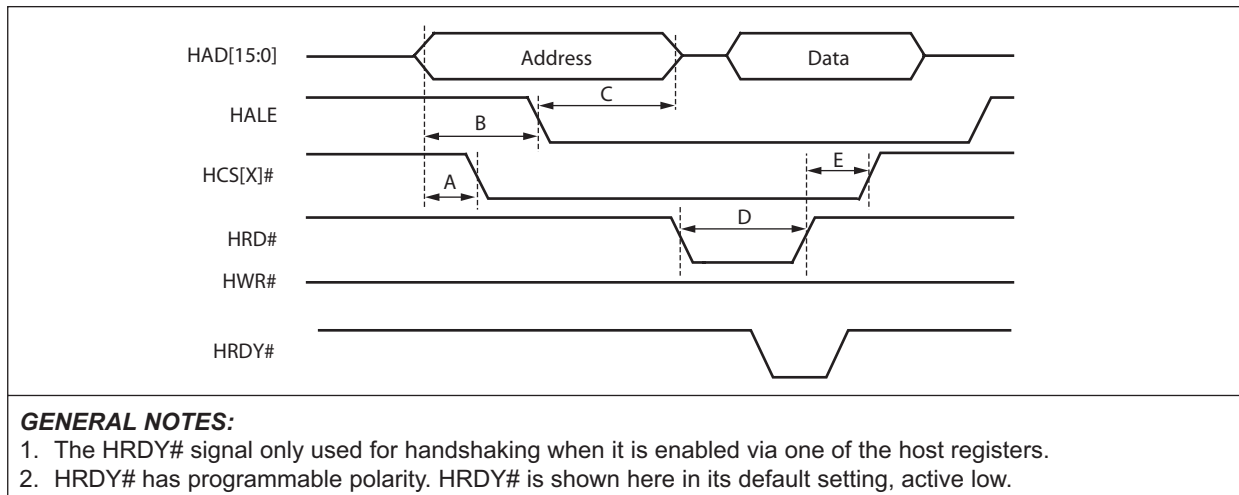 HAD[15:0]
Address
Data
C
HALE
B
E
HCS[X]#
A
D
HRD#
HWR#
HRDY#
GENERAL NOTES:
1. The HRDY# signal only used for handshaking when it is enabled via one of the host registers.
2. HRDY# has programmable polarity. HRDY# is shown here in its default setting, active low.